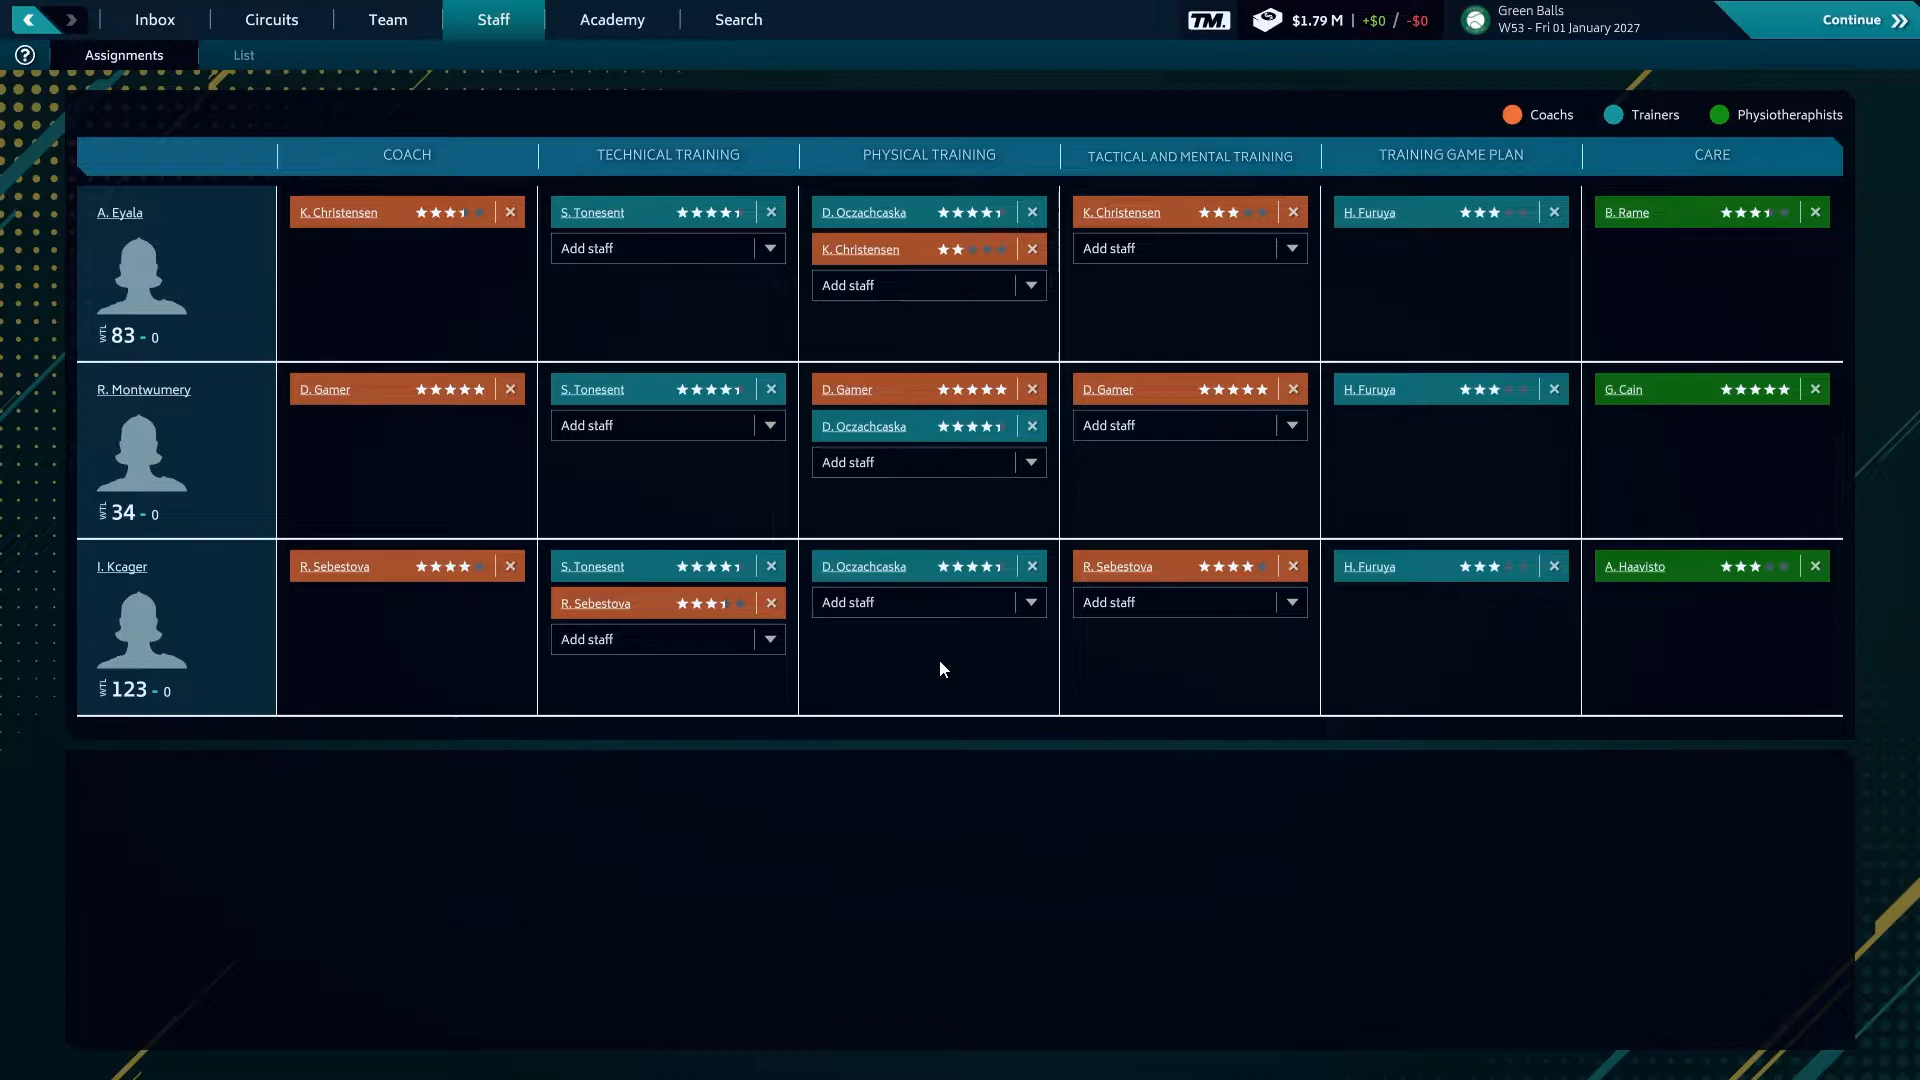 Inbox
Circuits
Team
Staff
Academy
Search
TM.
$1.79 M | +$0 / -$0
Green Balls
W53 - Fri 01 January 2027
Continue
?
Assignments
List
Coachs
Trainers
Physiotheraphists
COACH
TECHNICAL TRAINING
PHYSICAL TRAINING
TACTICAL AND MENTAL TRAINING
TRAINING GAME PLAN
CARE
A. Eyala
WTL 83 - 0
K. Christensen
S. Tonesent
Add staff
D. Oczachcaska
K. Christensen
Add staff
K. Christensen
Add staff
H. Furuya
B. Rame
R. Montwumery
WTL 34 - 0
D. Gamer
S. Tonesent
Add staff
D. Gamer
D. Oczachcaska
Add staff
D. Gamer
Add staff
H. Furuya
G. Cain
I. Kcager
WTL 123 - 0
R. Sebestova
S. Tonesent
R. Sebestova
Add staff
D. Oczachcaska
Add staff
R. Sebestova
Add staff
H. Furuya
A. Haavisto